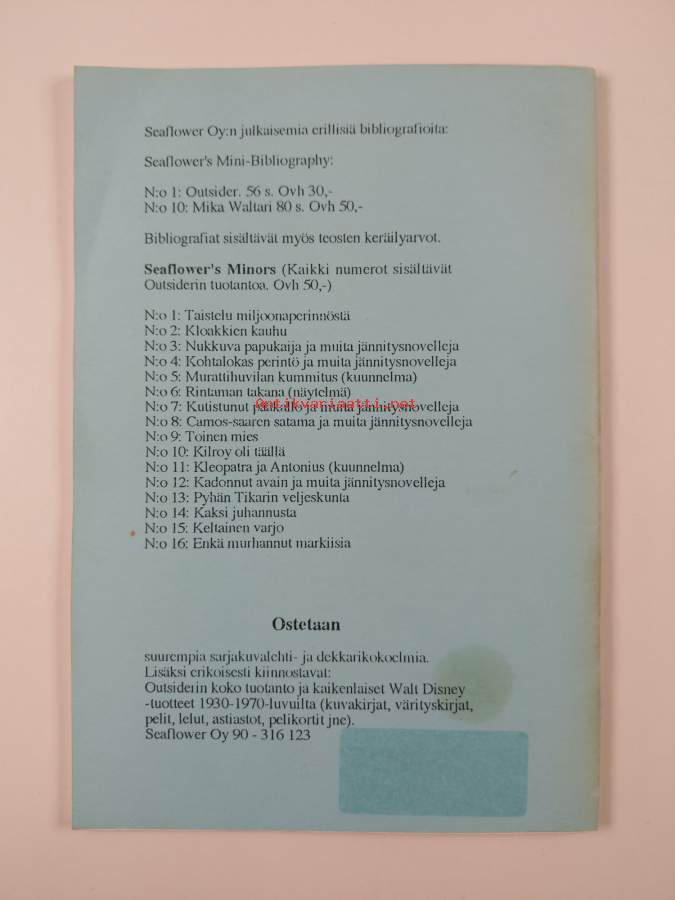 Seaflower Oy:n julkaisemia erillisiä bibliografioita:
Seaflower's Mini-Bibliography:
N:o 1: Outsider. 56 s. Ovh 30,-
N:o 10: Mika Waltari 80 s. Ovh 50,-
Bibliografiat sisältävät myös teosten keräilyarvot.
Seaflower's Minors (Kaikki numerot sisältävät
Outsiderin tuotantoa. Ovh 50,-)
N:o 1: Taistelu miljoonaperinnöstä
N:o 2: Kloakkien kauhu
N:o 3: Nukkuva papukaija ja muita jännitysnovelleja
N:o 4: Kohtalokas perintö ja muita jännitysnovelleja
N:o 5: Murattihuvilan kummitus (kuunnelma)
N:o 6: Rintaman takana (näytelmä)
Antikvariaatti.net
N:o 7: Kutistunut pääkallo ja muita jännitysnovelleja
N:o 8: Camos-saaren satama ja muita jännitysnovelleja
N:o 9: Toinen mies
N:o 10: Kilroy oli täällä
N:o 11: Kleopatra ja Antonius (kuunnelma)
N:o 12: Kadonnut avain ja muita jännitysnovelleja
N:o 13: Pyhän Tikarin veljeskunta
N:o 14: Kaksi juhannusta
N:o 15: Keltainen varjo
N:o 16: Enkä murhannut markiisia
Ostetaan
suurempia sarjakuvalehti- ja dekkarikokoelmia.
Lisäksi erikoisesti kiinnostavat:
Outsiderin koko tuotanto ja kaikenlaiset Walt Disney
-tuotteet 1930-1970-luvuilta (kuvakirjat, värityskirjat,
pelit, lelut, astiastot, pelikortit jne).
Seaflower Oy 90 - 316 123